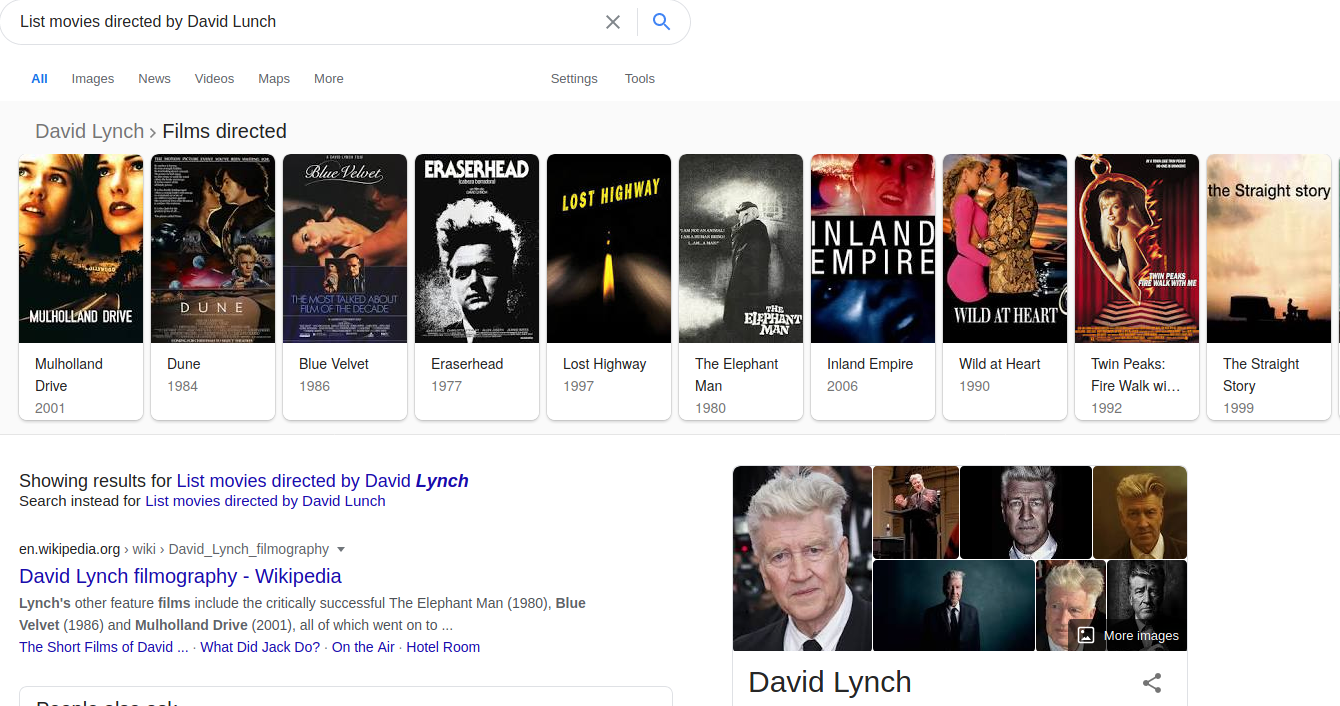 List movies directed by David Lunch
All Images News Videos Maps More Settings Tools
David Lynch › Films directed
MULHOLLAND DRIVE
DUNE
A DAVID LYNCH FILM
Blue Velvet
THE MOST TALKED ABOUT
FILM OF THE DECADE
ERASERHEAD
LOST HIGHWAY
THE
ELEPHANT
MAN
INLAND
EMPIRE
WILD AT HEART
TWIN PEAKS
FIRE WALK WITH ME
the Straight story
Mulholland
Drive
2001
Dune
1984
Blue Velvet
1986
Eraserhead
1977
Lost Highway
1997
The Elephant
Man
1980
Inland Empire
2006
Wild at Heart
1990
Twin Peaks:
Fire Walk wi…
1992
The Straight
Story
1999
Showing results for List movies directed by David Lynch
Search instead for List movies directed by David Lunch
en.wikipedia.org › wiki › David_Lynch_filmography
David Lynch filmography - Wikipedia
Lynch's other feature films include the critically successful The Elephant Man (1980), Blue
Velvet (1986) and Mulholland Drive (2001), all of which went on to ...
The Short Films of David ... · What Did Jack Do? · On the Air · Hotel Room
People also ask
More images
David Lynch